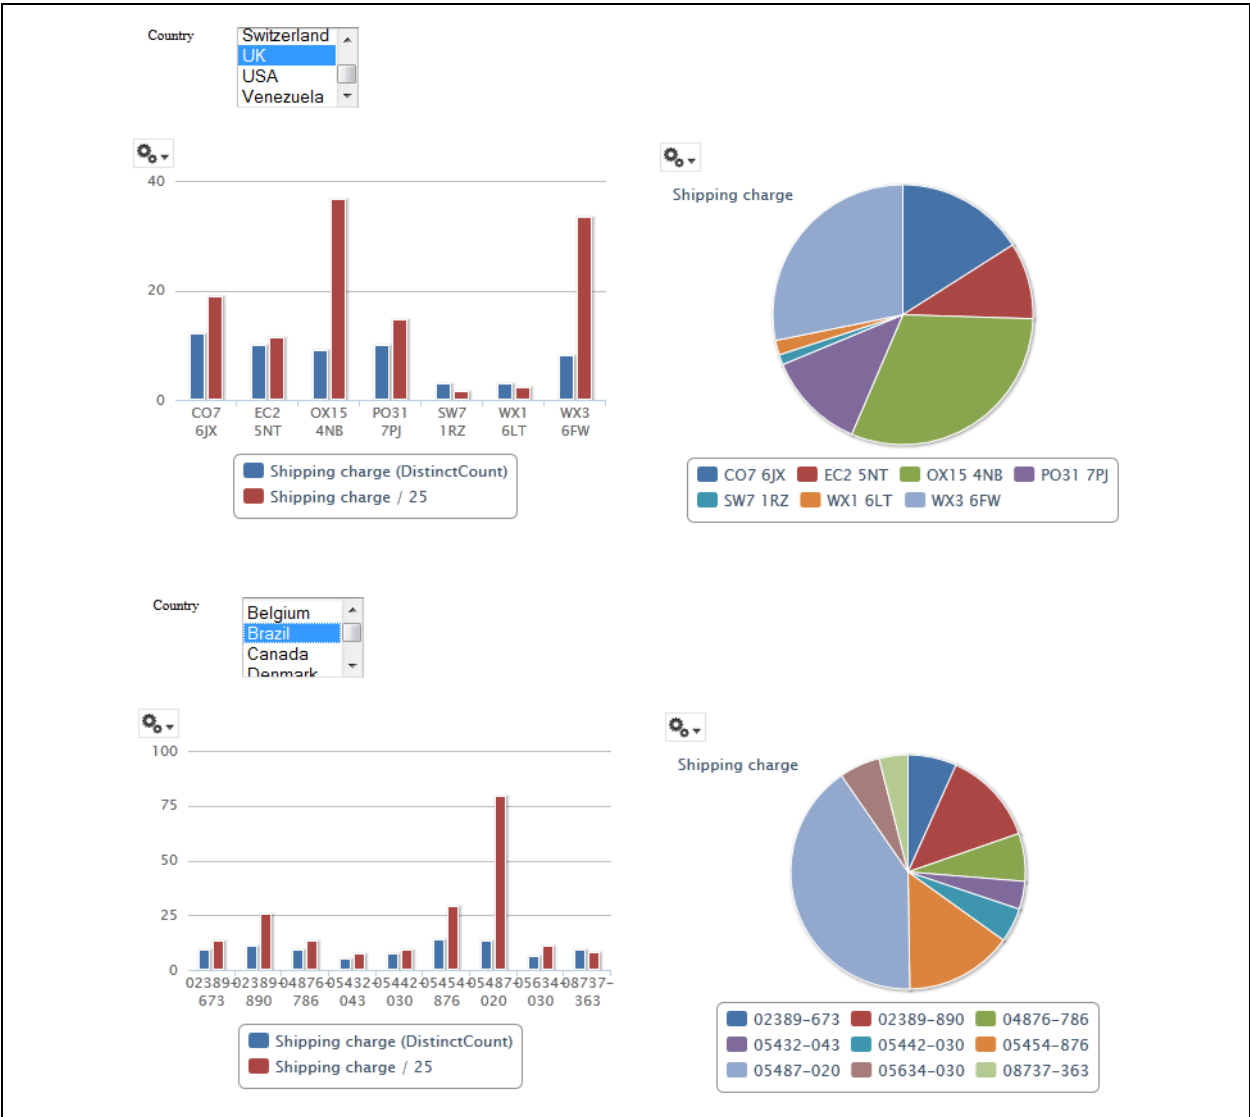 Country
Switzerland
UK
USA
Venezuela
40
20
0
CO7 EC2 OX15 PO31 SW7 WX1 WX3
6JX 5NT 4NB 7PJ 1RZ 6LT 6FW
Shipping charge (DistinctCount)
Shipping charge / 25
Shipping charge
CO7 6JX EC2 5NT OX15 4NB PO31 7PJ
SW7 1RZ WX1 6LT WX3 6FW
Country
Belgium
Brazil
Canada
Denmark
100
75
50
25
0
02389- 02389- 04876- 05432- 05442- 05454- 05487- 05634- 08737-
673 890 786 043 030 876 020 030 363
Shipping charge (DistinctCount)
Shipping charge / 25
Shipping charge
02389-673 02389-890 04876-786
05432-043 05442-030 05454-876
05487-020 05634-030 08737-363